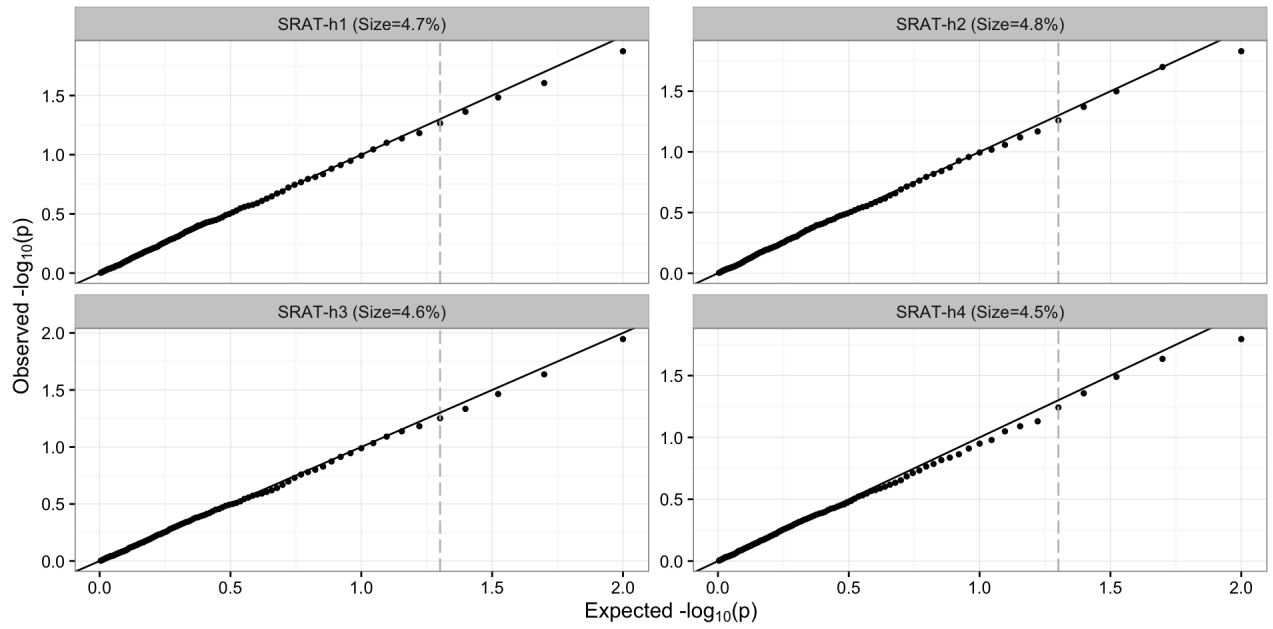 SRAT-h1 (Size=4.7%)
SRAT-h2 (Size=4.8%)
1.5
1.0
0.5
0.0
1.5
1.0
0.5
0.0
SRAT-h3 (Size=4.6%)
SRAT-h4 (Size=4.5%)
2.0
1.5
1.0
0.5
0.0
1.5
1.0
0.5
0.0
0.0 0.5 1.0 1.5 2.0
0.0 0.5 1.0 1.5 2.0
Observed -log₁₀(p)
Expected -log₁₀(p)